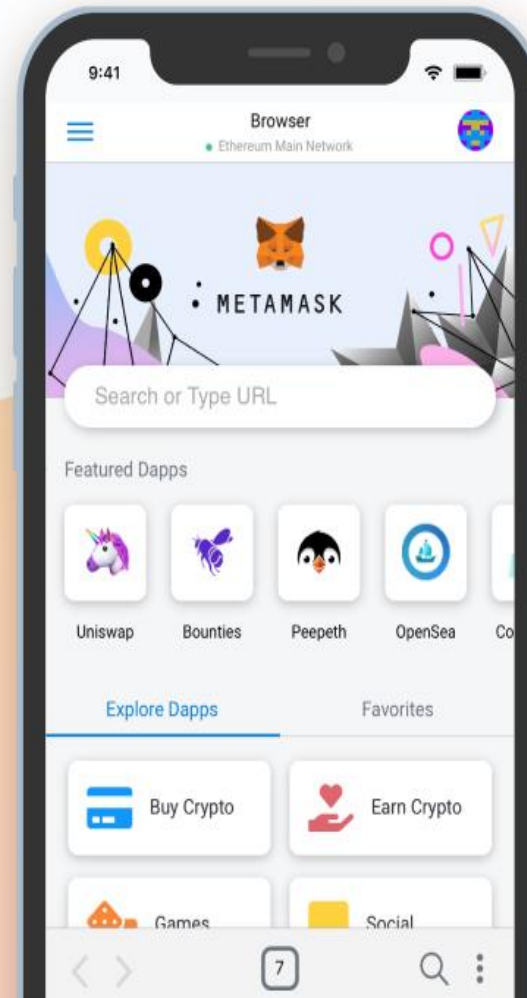 9:41
Browser
Ethereum Main Network
METAMASK
Search or Type URL
Featured Dapps
Uniswap Bounties Peepeth OpenSea Co
Explore Dapps Favorites
Buy Crypto Earn Crypto
Games Social
7